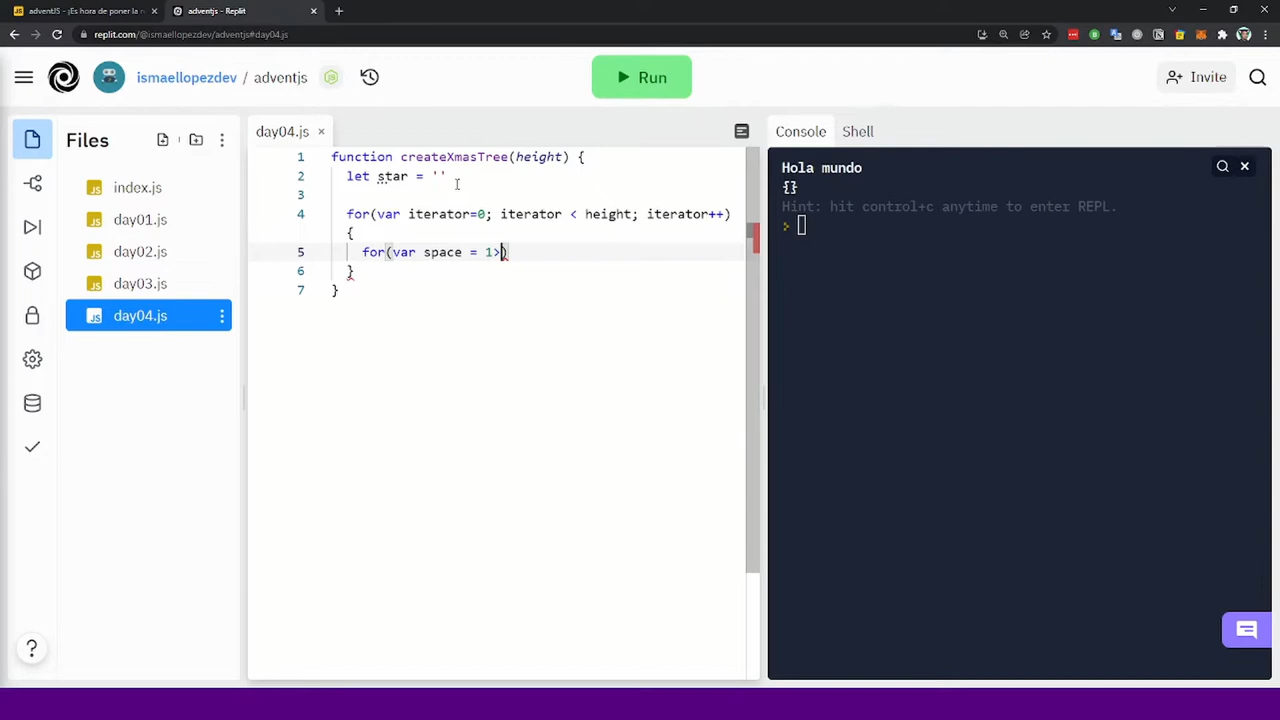 adventJS - ¡Es hora de poner la n
adventjs - Replit
replit.com/@ismaellopezdev/adventjs#day04.js
ismaellopezdev / adventjs
Run
Invite
Files
day04.js
Console
Shell
index.js
day01.js
day02.js
day03.js
day04.js
1 function createXmasTree(height) {
2 let star = ''
3
4 for(var iterator=0; iterator < height; iterator++)
{
5 for(var space = 1>)
6 }
7 }
Hola mundo
{}
Hint: hit control+c anytime to enter REPL.
>
?